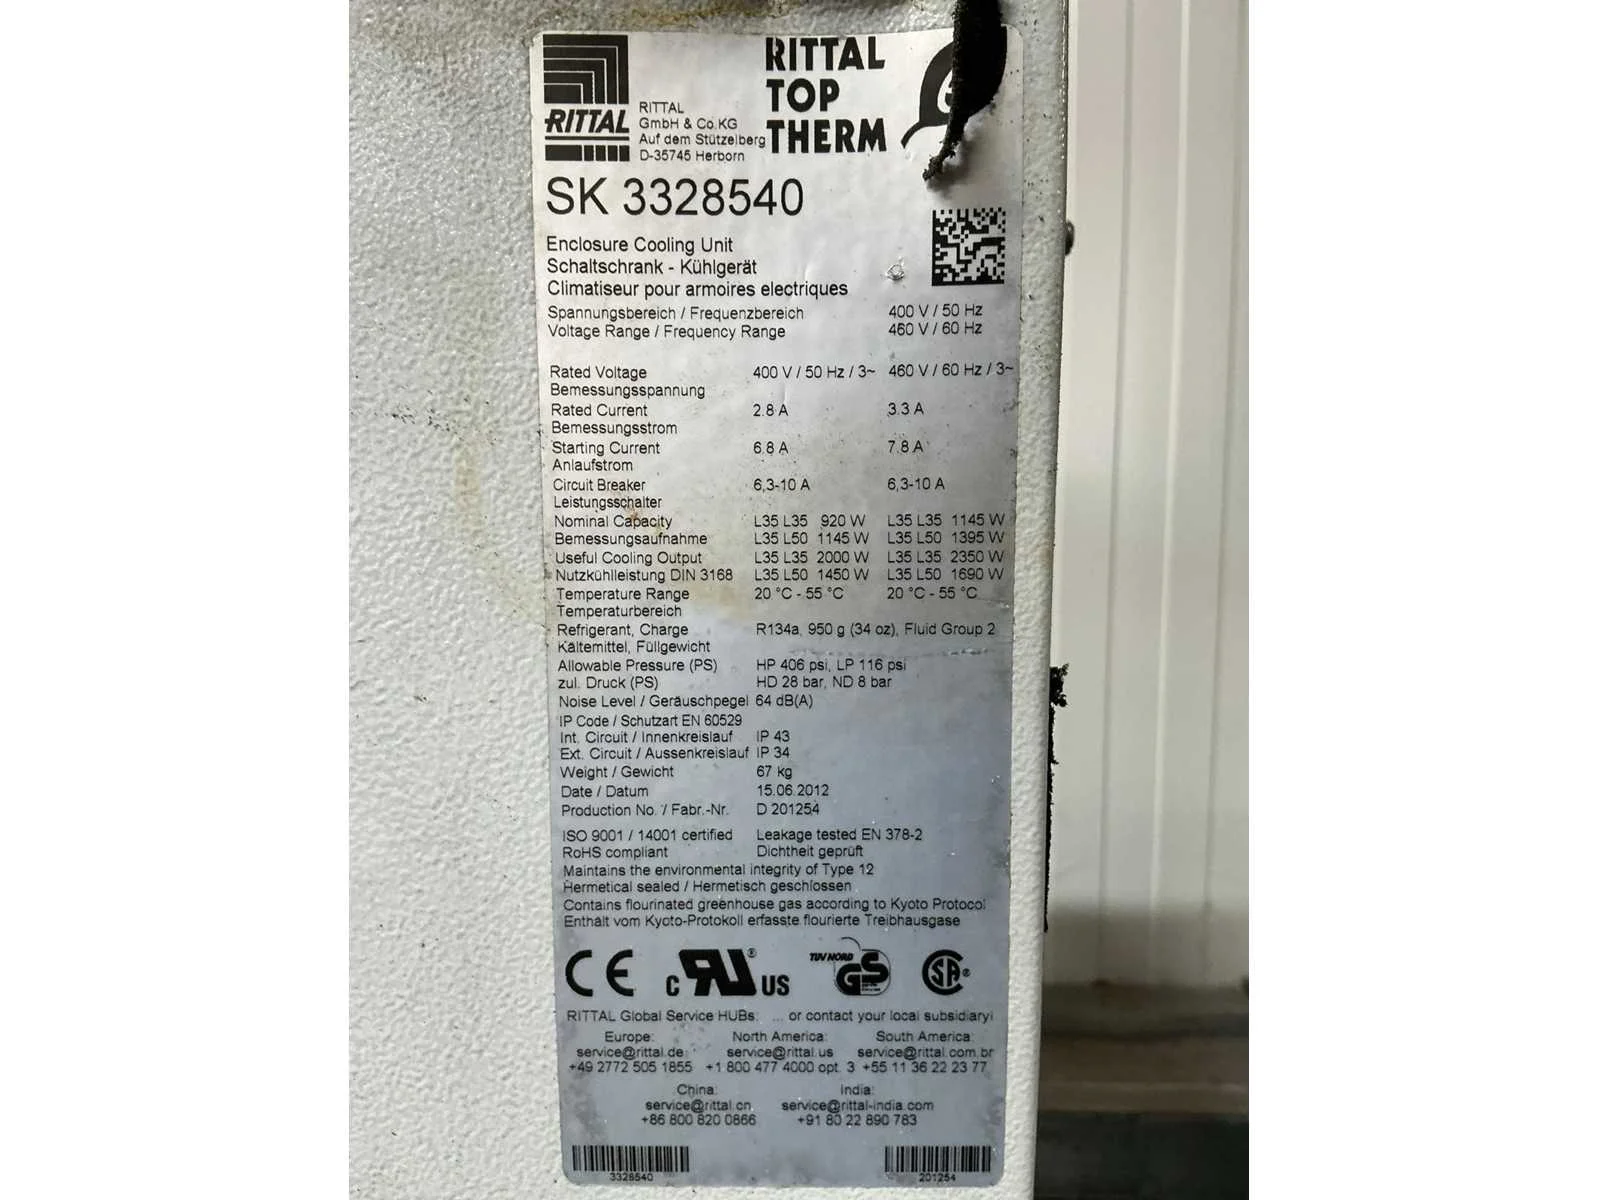 RITTAL
RITTAL
GmbH & Co.KG
Auf dem Stützelberg
D-35745 Herborn
RITTAL
TOP
THERM
SK 3328540
Enclosure Cooling Unit
Schaltschrank - Kühlgerät
Climatiseur pour armoires electriques
Spannungsbereich / Frequenzbereich 400 V / 50 Hz
Voltage Range / Frequency Range 460 V / 60 Hz
Rated Voltage 400 V / 50 Hz / 3~ 460 V / 60 Hz / 3~
Bemessungsspannung
Rated Current 2.8 A 3.3 A
Bemessungsstrom
Starting Current 6.8 A 7.8 A
Anlaufstrom
Circuit Breaker 6,3-10 A 6,3-10 A
Leistungsschalter
Nominal Capacity L35 L35 920 W L35 L35 1145 W
Bemessungsaufnahme L35 L50 1145 W L35 L50 1395 W
Useful Cooling Output L35 L35 2000 W L35 L35 2350 W
Nutzkühlleistung DIN 3168 L35 L50 1450 W L35 L50 1690 W
Temperature Range 20 °C - 55 °C 20 °C - 55 °C
Temperaturbereich
Refrigerant, Charge R134a, 950 g (34 oz), Fluid Group 2
Kältemittel, Füllgewicht
Allowable Pressure (PS) HP 406 psi, LP 116 psi
zul. Druck (PS) HD 28 bar, ND 8 bar
Noise Level / Geräuschpegel 64 dB(A)
IP Code / Schutzart EN 60529
Int. Circuit / Innenkreislauf IP 43
Ext. Circuit / Aussenkreislauf IP 34
Weight / Gewicht 67 kg
Date / Datum 15.06.2012
Production No. / Fabr.-Nr. D 201254
ISO 9001 / 14001 certified Leakage tested EN 378-2
RoHS compliant Dichtheit geprüft
Maintains the environmental integrity of Type 12
Hermetical sealed / Hermetisch geschlossen
Contains flourinated greenhouse gas according to Kyoto Protocol
Enthält vom Kyoto-Protokoll erfasste flourierte Treibhausgase
CE c RU ® US TÜV NORD GS SA ®
RITTAL Global Service HUBs: ... or contact your local subsidiaryi
Europe: North America: South America:
service@rittal.de service@rittal.us service@rittal.com.br
+49 2772 505 1855 +1 800 477 4000 opt. 3 +55 11 36 22 23 77
China: India:
service@rittal.cn service@rittal-india.com
+86 800 820 0866 +91 80 22 890 783
3328540 201254